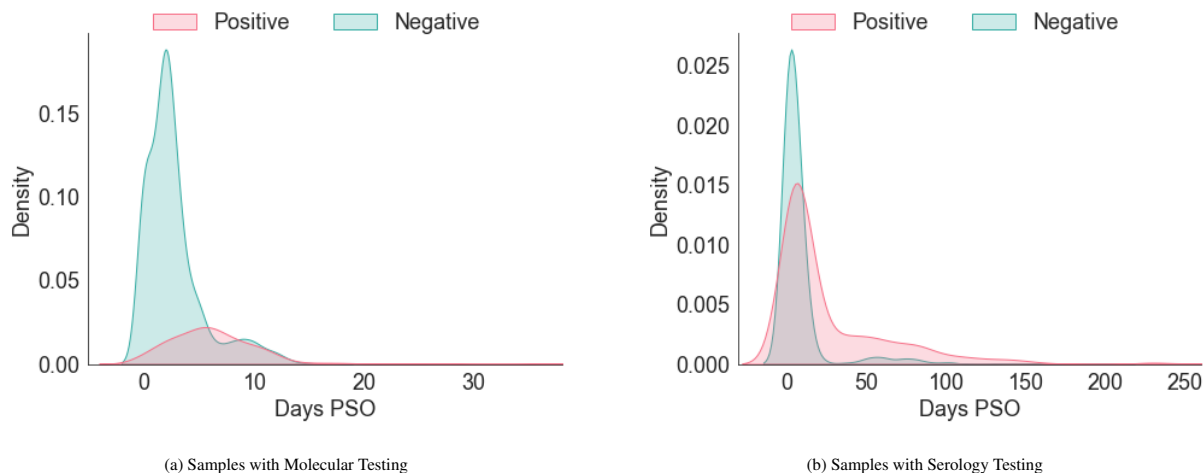 Positive Negative
0.15
0.10
0.05
0.00
Density
0 10 20 30
Days PSO
(a) Samples with Molecular Testing
Positive Negative
0.025
0.020
0.015
0.010
0.005
0.000
Density
0 50 100 150 200 250
Days PSO
(b) Samples with Serology Testing